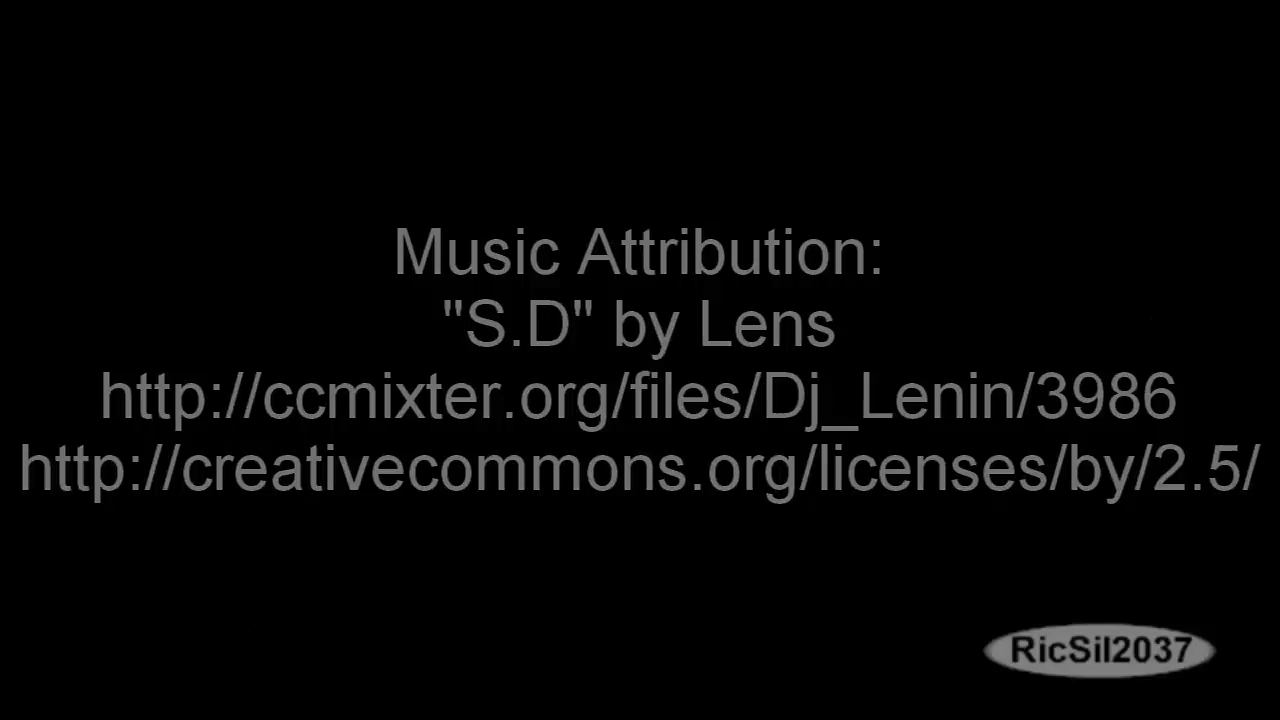 Music Attribution:
"S.D" by Lens
http://ccmixter.org/files/Dj_Lenin/3986
http://creativecommons.org/licenses/by/2.5/
RicSil2037